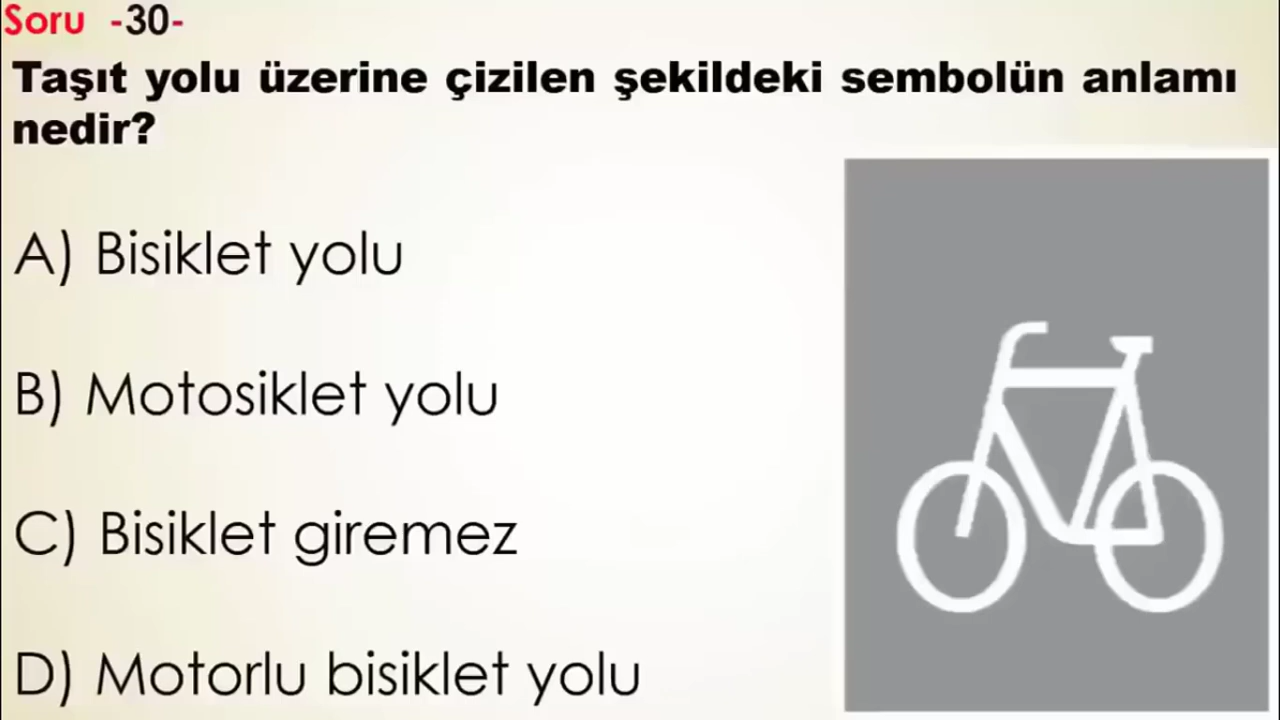 Soru -30-
Taşıt yolu üzerine çizilen şekildeki sembolün anlamı
nedir?
A) Bisiklet yolu
B) Motosiklet yolu
C) Bisiklet giremez
D) Motorlu bisiklet yolu